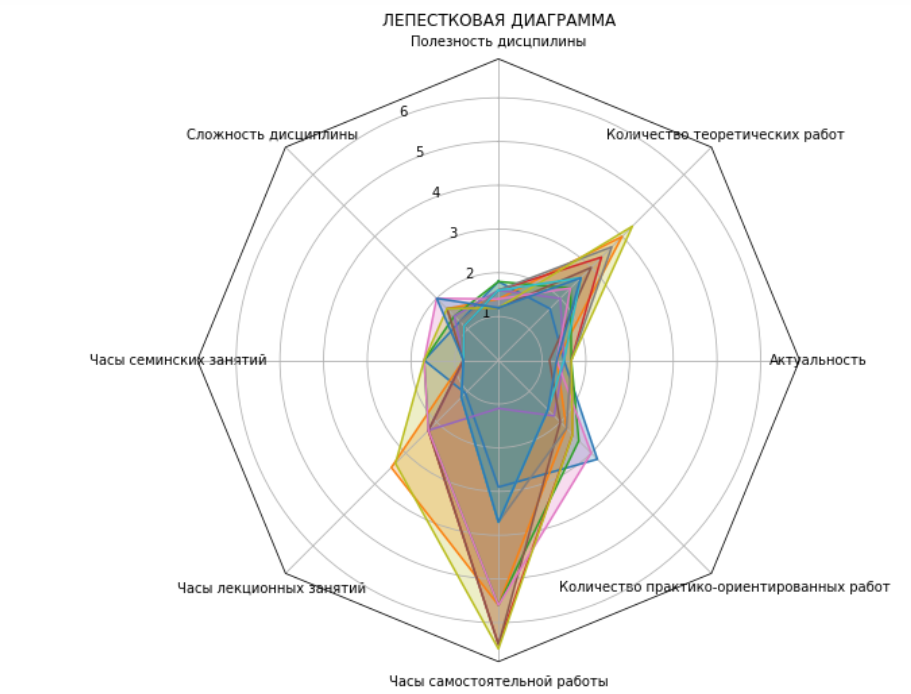 ЛЕПЕСТКОВАЯ ДИАГРАММА
Полезность дисцпилины
6
Сложность дисциплины
Количество теоретических работ
5
4
3
2
1
Часы семинских занятий
Актуальность
Часы лекционных занятий
Количество практико-ориентированных работ
Часы самостоятельной работы